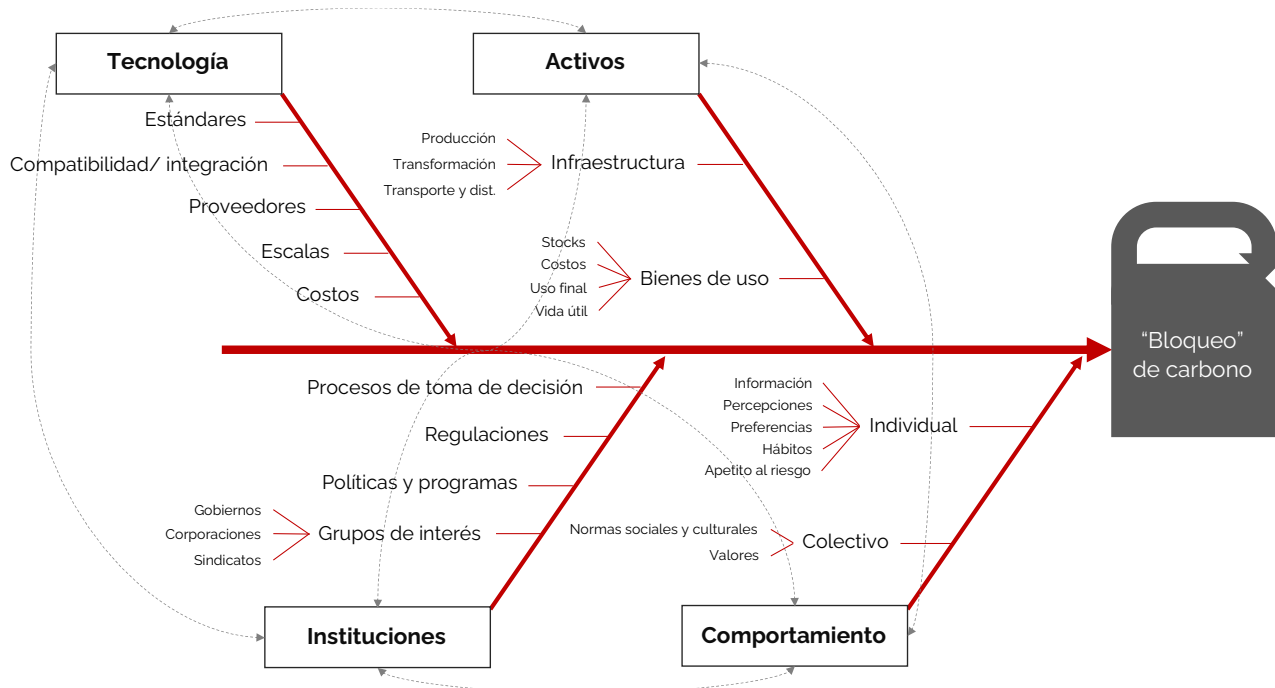 Tecnología
Estándares
Compatibilidad/ integración
Proveedores
Escalas
Costos
Activos
Producción
Transformación
Transporte y dist.
Infraestructura
Stocks
Costos
Uso final
Vida útil
Bienes de uso
“Bloqueo”
de carbono
Procesos de toma de decisión
Regulaciones
Políticas y programas
Gobiernos
Corporaciones
Sindicatos
Grupos de interés
Instituciones
Información
Percepciones
Preferencias
Hábitos
Apetito al riesgo
Individual
Normas sociales y culturales
Valores
Colectivo
Comportamiento